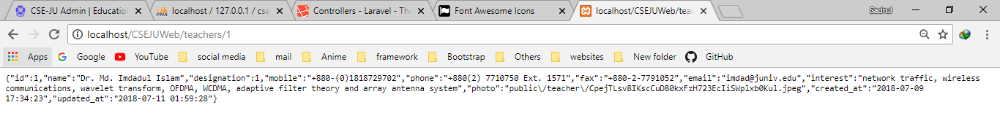 CSE-JU Admin | Education
localhost / 127.0.0.1 / cse
Controllers - Laravel - The
Font Awesome Icons
localhost/CSEJUWeb/teac
Sadrul
localhost/CSEJUWeb/teachers/1
Apps Google YouTube social media mail Anime framework Bootstrap Others websites New folder GitHub
{"id":1,"name":"Dr. Md. Imdadul Islam","designation":1,"mobile":"+880-(0)1818729702","phone":"+880(2) 7710750 Ext. 1571","fax":"+880-2-7791052","email":"imdad@juniv.edu","interest":"network traffic, wireless
communications, wavelet transform, OFDMA, WCDMA, adaptive filter theory and array antenna system","photo":"public\/teacher\/CpejTLsv8IKscCuD80kxFzH723EcIiSWplxb0Kul.jpeg","created_at":"2018-07-09
17:34:23","updated_at":"2018-07-11 01:59:28"}